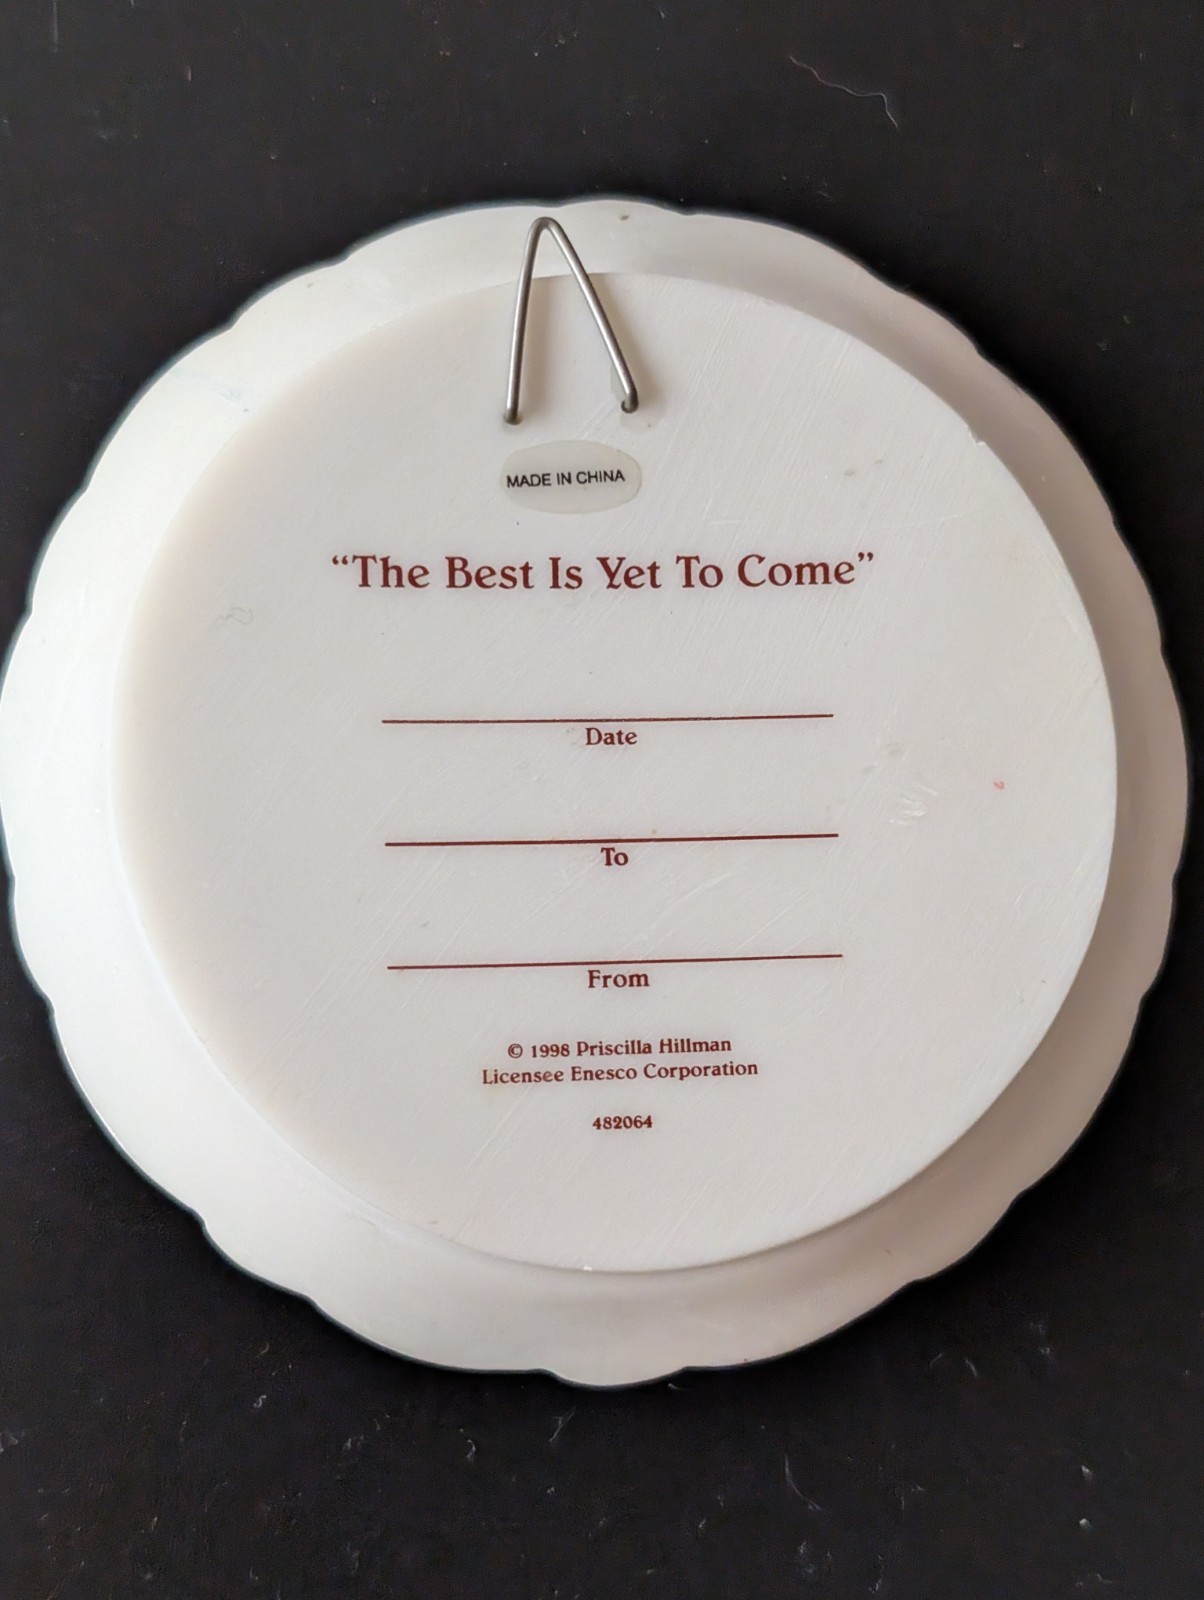 MADE IN CHINA
“The Best Is Yet To Come”
Date
To
From
© 1998 Priscilla Hillman
Licensee Enesco Corporation
482064